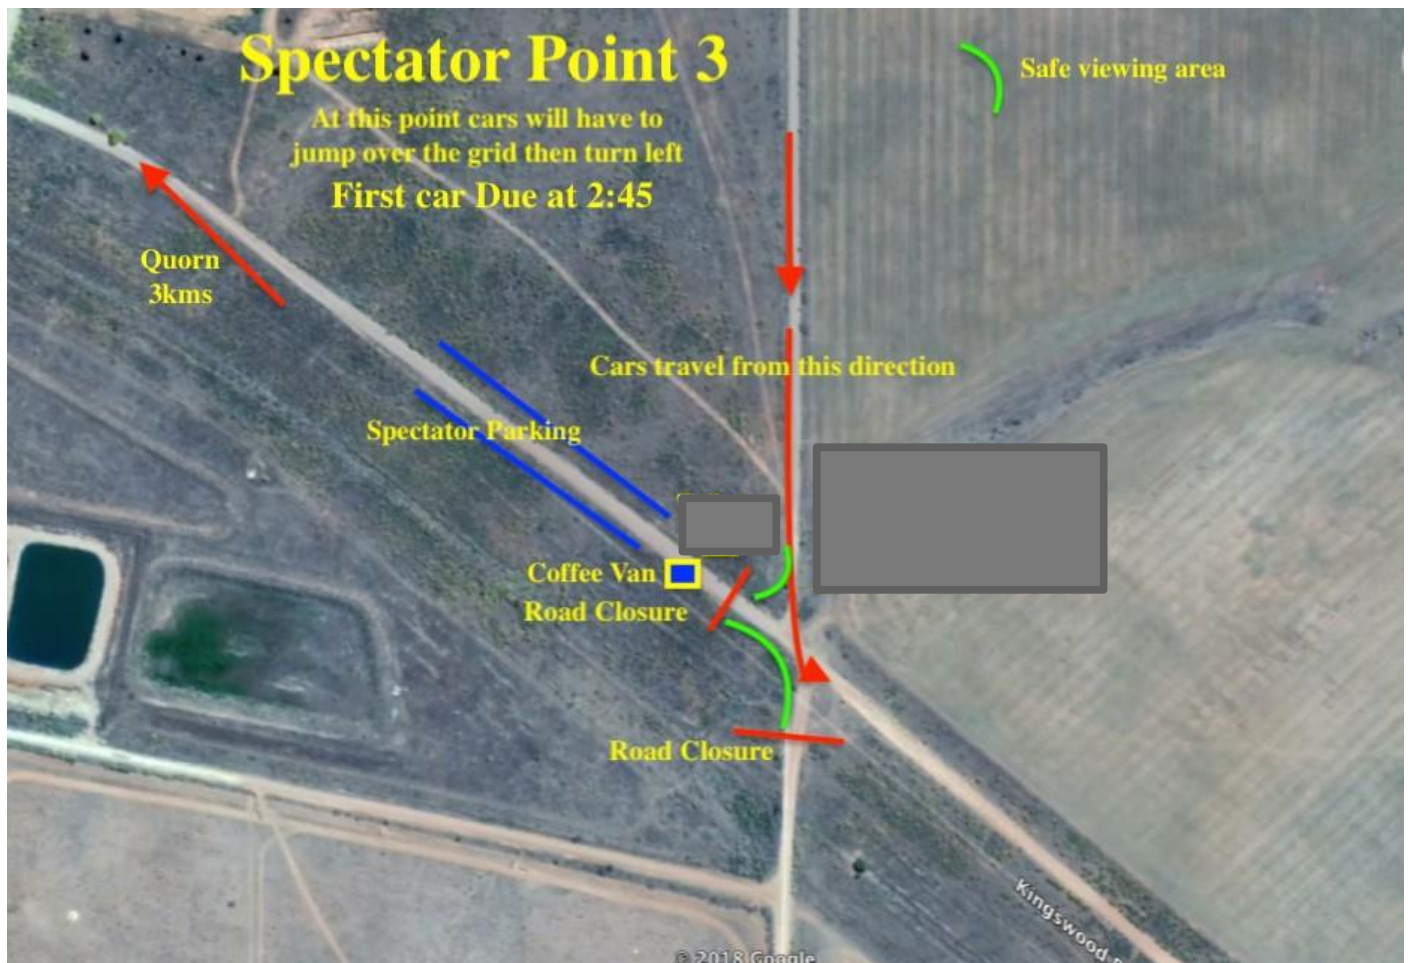 Spectator Point 3
At this point cars will have to
jump over the grid then turn left
First car Due at 2:45
Safe viewing area
Quorn
3kms
Cars travel from this direction
Spectator Parking
Coffee Van
Road Closure
Road Closure
Kingswood
© 2018 Google